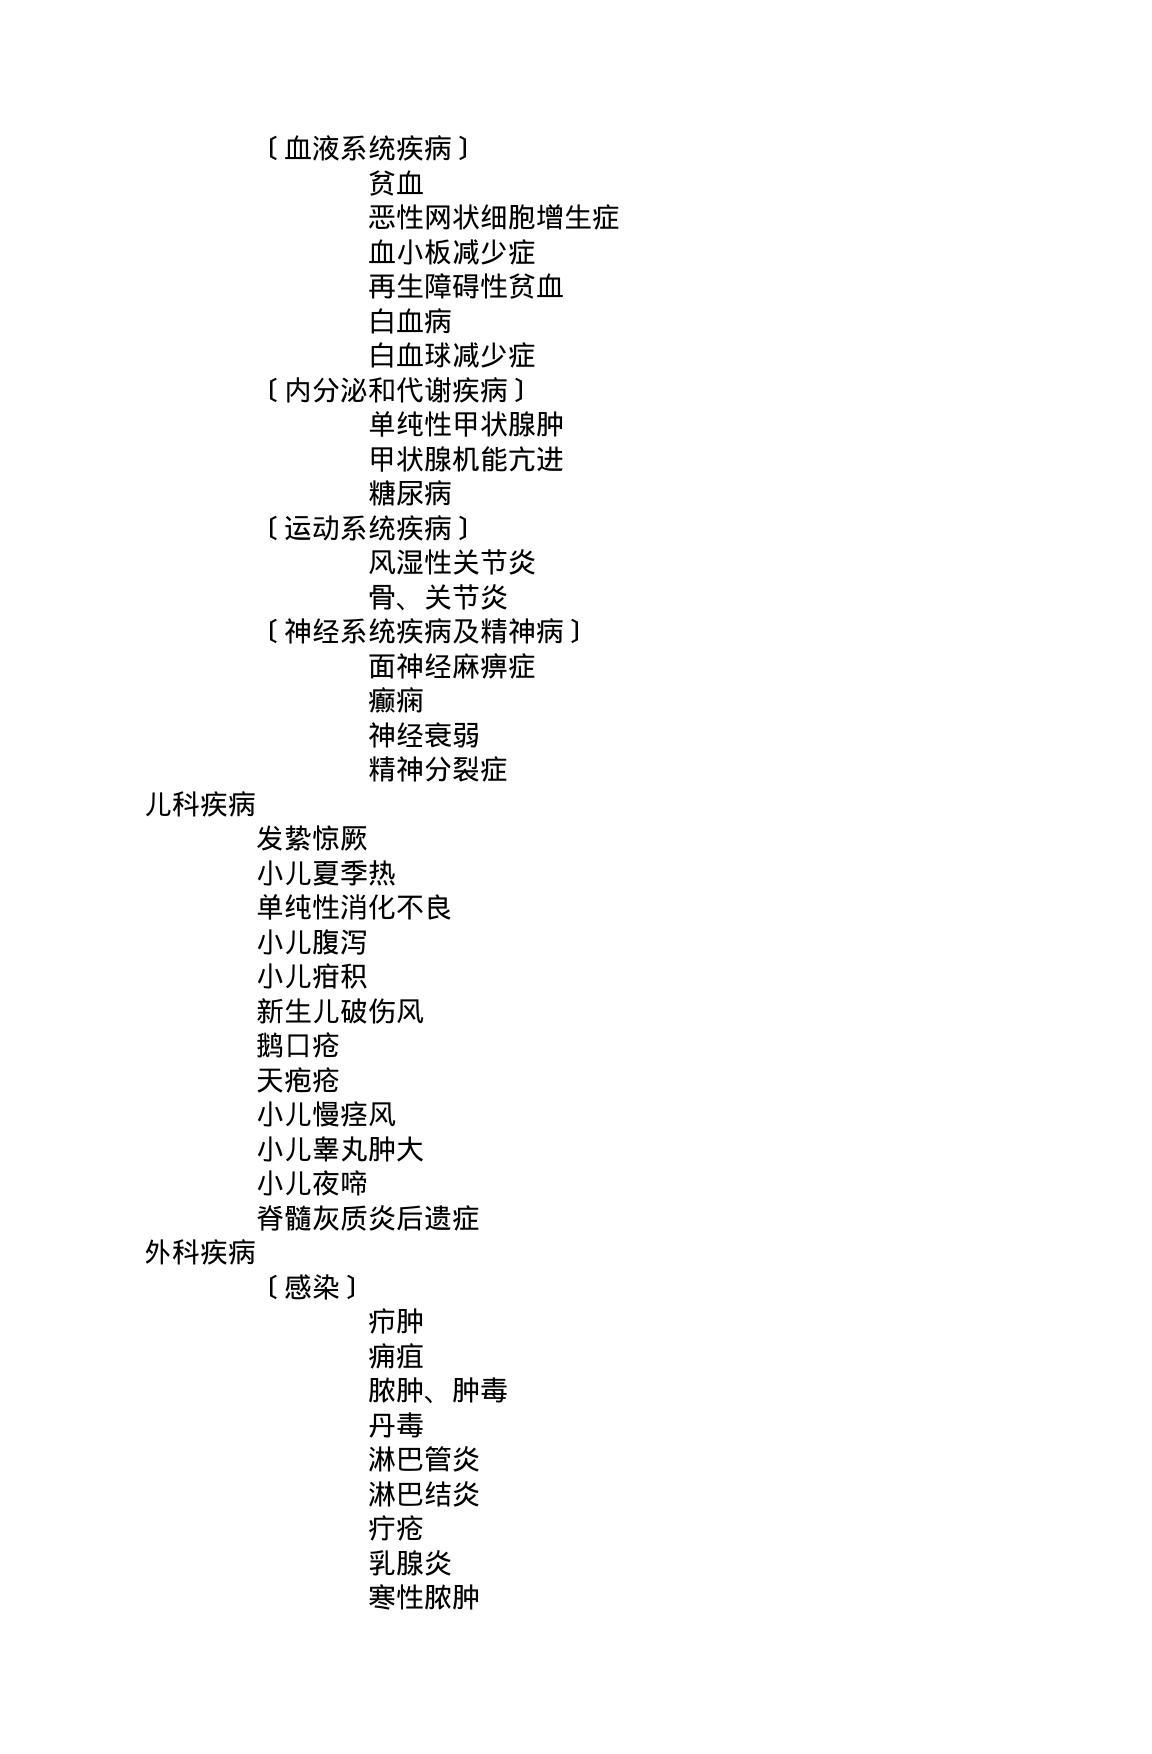 〔血液系统疾病〕
贫血
恶性网状细胞增生症
血小板减少症
再生障碍性贫血
白血病
白血球减少症
〔内分泌和代谢疾病〕
单纯性甲状腺肿
甲状腺机能亢进
糖尿病
〔运动系统疾病〕
风湿性关节炎
骨、关节炎
〔神经系统疾病及精神病〕
面神经麻痹症
癫痫
神经衰弱
精神分裂症
儿科疾病
发蛰惊厥
小儿夏季热
单纯性消化不良
小儿腹泻
小儿疳积
新生儿破伤风
鹅口疮
天疱疮
小儿慢痉风
小儿睾丸肿大
小儿夜啼
脊髓灰质炎后遗症
外科疾病
〔感染〕
疖肿
痈疽
脓肿、肿毒
丹毒
淋巴管炎
淋巴结炎
疔疮
乳腺炎
寒性脓肿